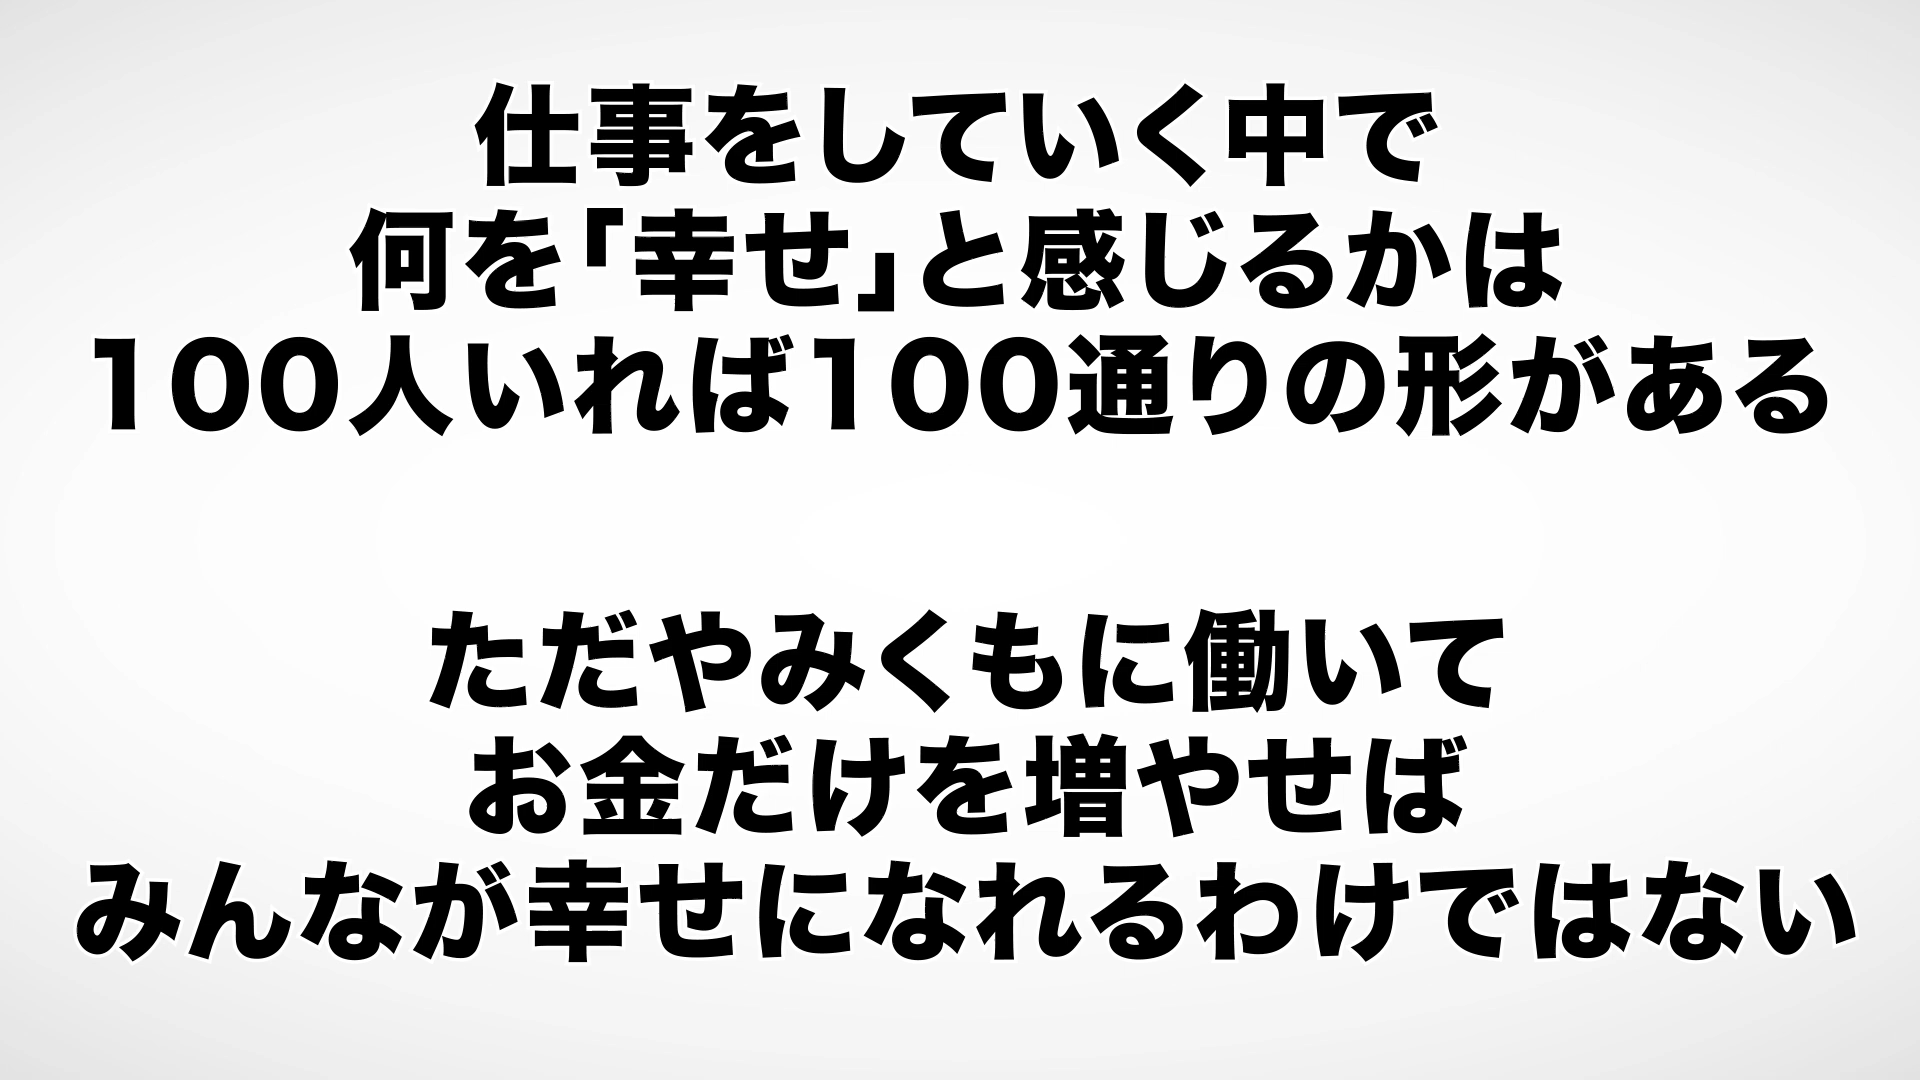 仕事をしていく中で
何を「幸せ」と感じるかは
100人いれば100通りの形がある
ただやみくもに働いて
お金だけを増やせば
みんなが幸せになれるわけではない